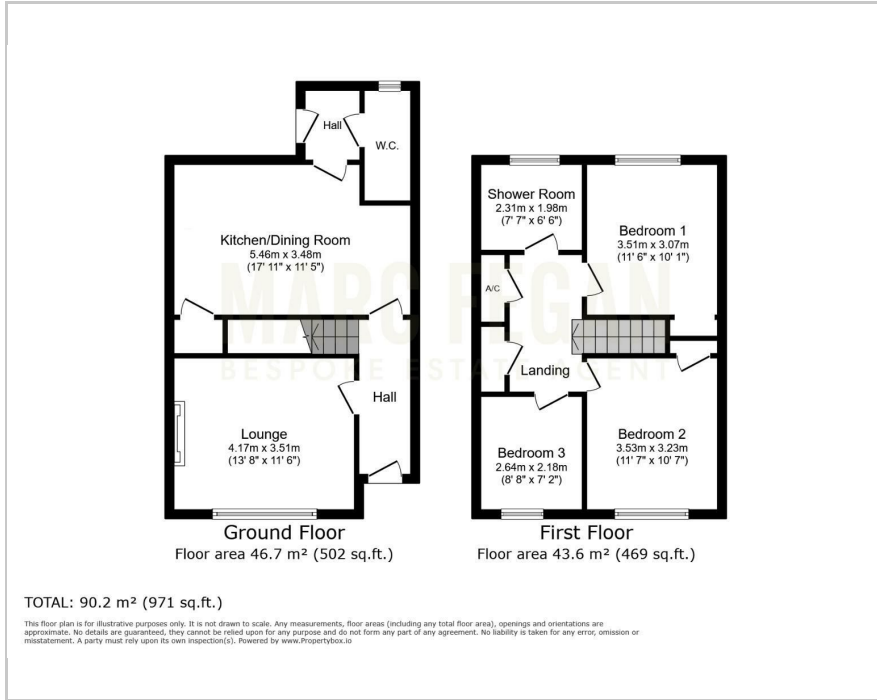 Hall
W.C.
Kitchen/Dining Room
5.46m x 3.48m
(17' 11" x 11' 5")
Lounge
4.17m x 3.51m
(13' 8" x 11' 6")
Hall
Ground Floor
Floor area 46.7 m² (502 sq.ft.)
Shower Room
2.31m x 1.98m
(7' 7" x 6' 6")
Bedroom 1
3.51m x 3.07m
(11' 6" x 10' 1")
A/C
Landing
Bedroom 3
2.64m x 2.18m
(8' 8" x 7' 2")
Bedroom 2
3.53m x 3.23m
(11' 7" x 10' 7")
First Floor
Floor area 43.6 m² (469 sq.ft.)
MARC FEGAN
BESPOKE ESTATE AGENT
TOTAL: 90.2 m² (971 sq.ft.)
This floor plan is for illustrative purposes only. It is not drawn to scale. Any measurements, floor areas (including any total floor area), openings and orientations are
approximate. No details are guaranteed, they cannot be relied upon for any purpose and do not form any part of any agreement. No liability is taken for any error, omission or
misstatement. A party must rely upon its own inspection(s). Powered by www.Propertybox.io